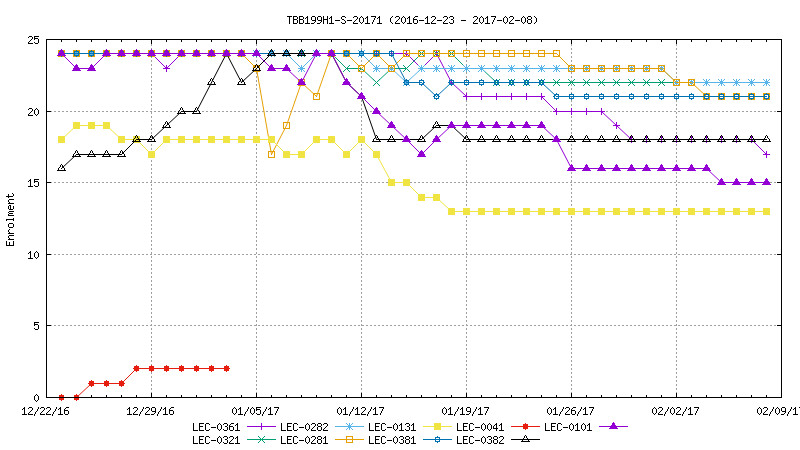 TBB199H1-S-20171 (2016-12-23 - 2017-02-08)
25
20
15
10
5
0
Enrolment
12/22/16 12/29/16 01/05/17 01/12/17 01/19/17 01/26/17 02/02/17 02/09/1
LEC-0361 LEC-0282 LEC-0131 LEC-0041 LEC-0101
LEC-0321 LEC-0281 LEC-0381 LEC-0382